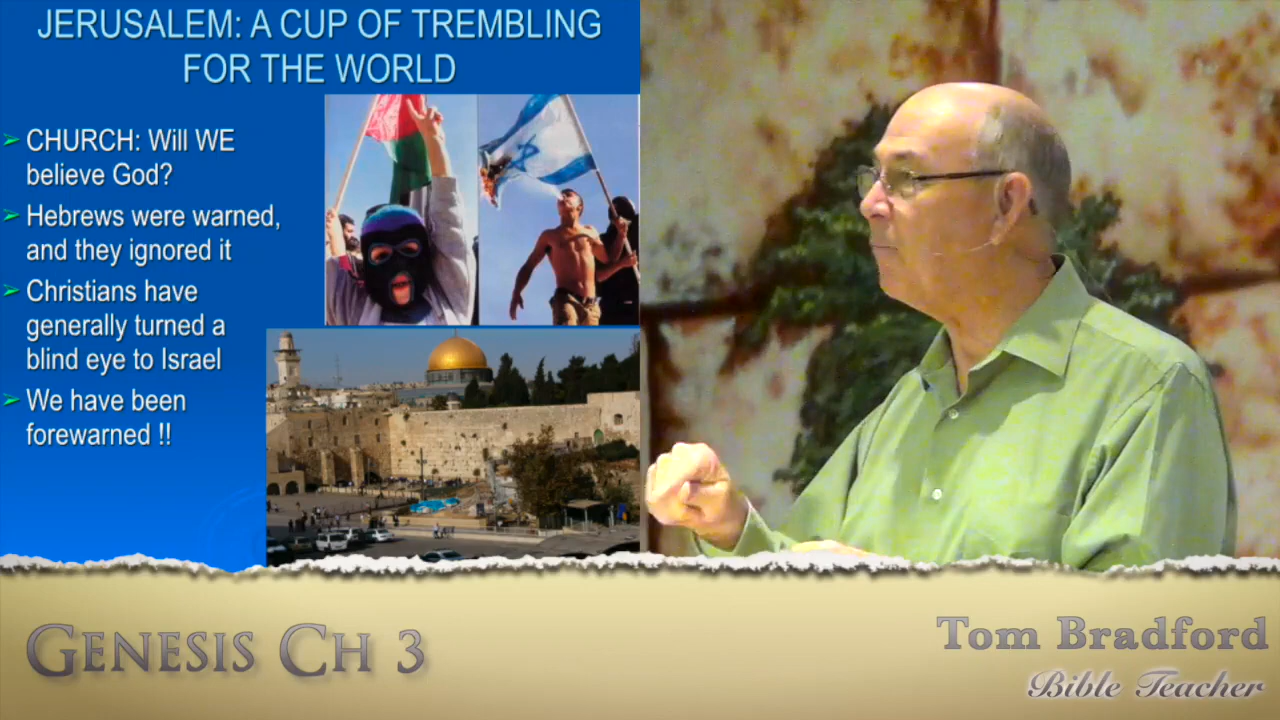 JERUSALEM: A CUP OF TREMBLING
FOR THE WORLD
➢ CHURCH: Will WE
believe God?
➢ Hebrews were warned,
and they ignored it
➢ Christians have
generally turned a
blind eye to Israel
➢ We have been
forewarned !!
GENESIS CH 3
Tom Bradford
Bible Teacher